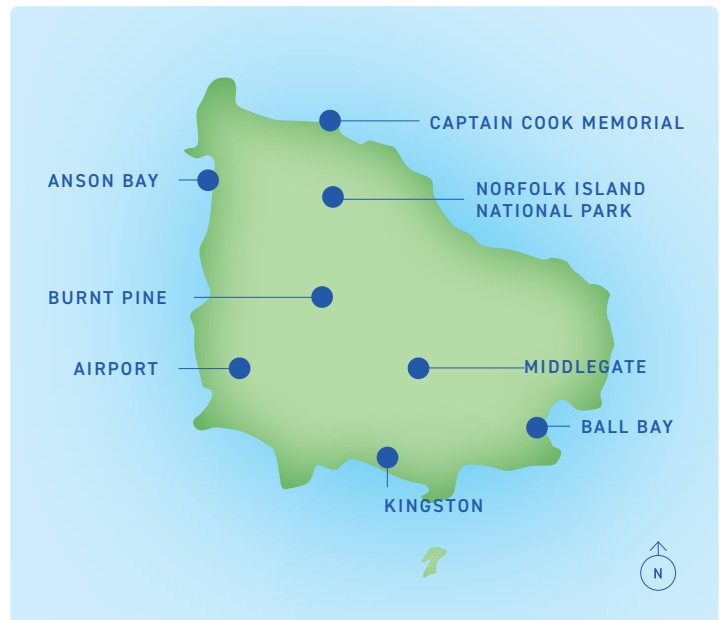 CAPTAIN COOK MEMORIAL
ANSON BAY
NORFOLK ISLAND
NATIONAL PARK
BURNT PINE
AIRPORT
MIDDLEGATE
BALL BAY
KINGSTON
N